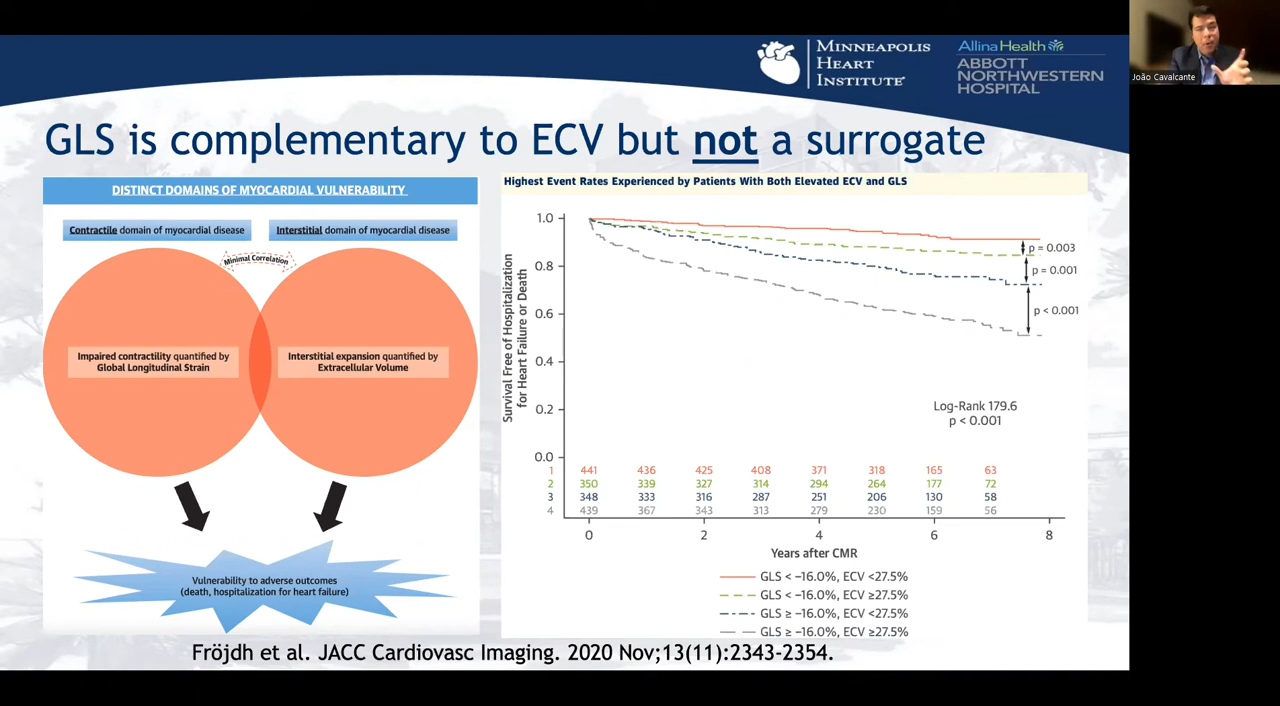 MINNEAPOLIS
HEART
INSTITUTE®
AllinaHealth
ABBOTT
NORTHWESTERN
HOSPITAL
João Cavalcante
GLS is complementary to ECV but not a surrogate
DISTINCT DOMAINS OF MYOCARDIAL VULNERABILITY
Contractile domain of myocardial disease
Interstitial domain of myocardial disease
Minimal Correlation
Impaired contractility quantified by
Global Longitudinal Strain
Interstitial expansion quantified by
Extracellular Volume
Vulnerability to adverse outcomes
(death, hospitalization for heart failure)
Highest Event Rates Experienced by Patients With Both Elevated ECV and GLS
Survival Free of Hospitalization
for Heart Failure or Death
1.0
0.8
0.6
0.4
0.2
0.0
p = 0.003
p = 0.001
p < 0.001
Log-Rank 179.6
p < 0.001
1 441 436 425 408 371 318 165 63
2 350 339 327 314 294 264 177 72
3 348 333 316 287 251 206 130 58
4 439 367 343 313 279 230 159 56
0 2 4 6 8
Years after CMR
GLS < −16.0%, ECV <27.5%
GLS < −16.0%, ECV ≥27.5%
GLS ≥ −16.0%, ECV <27.5%
GLS ≥ −16.0%, ECV ≥27.5%
Fröjdh et al. JACC Cardiovasc Imaging. 2020 Nov;13(11):2343-2354.